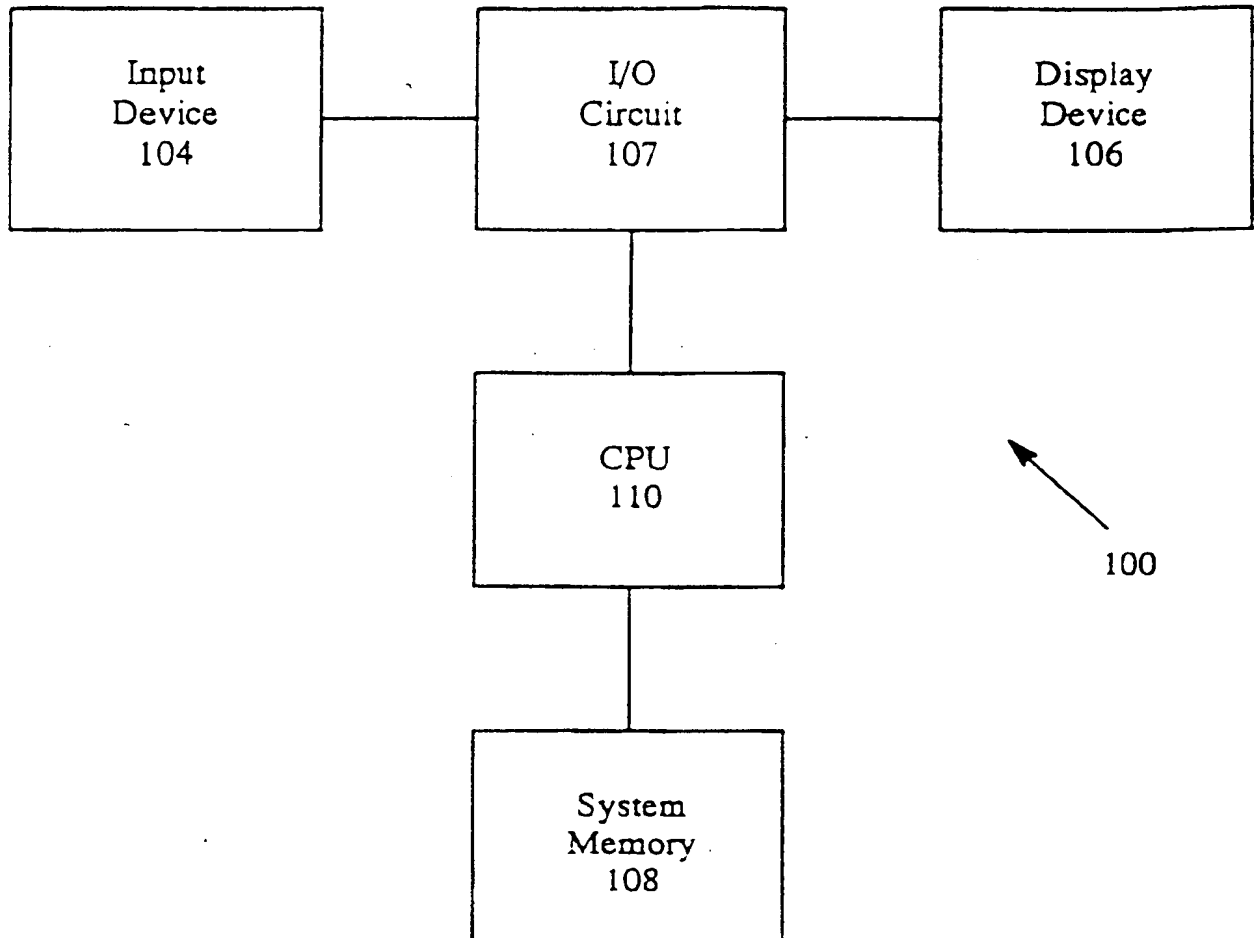 Input
Device
104
I/O
Circuit
107
Display
Device
106
CPU
110
100
System
Memory
108